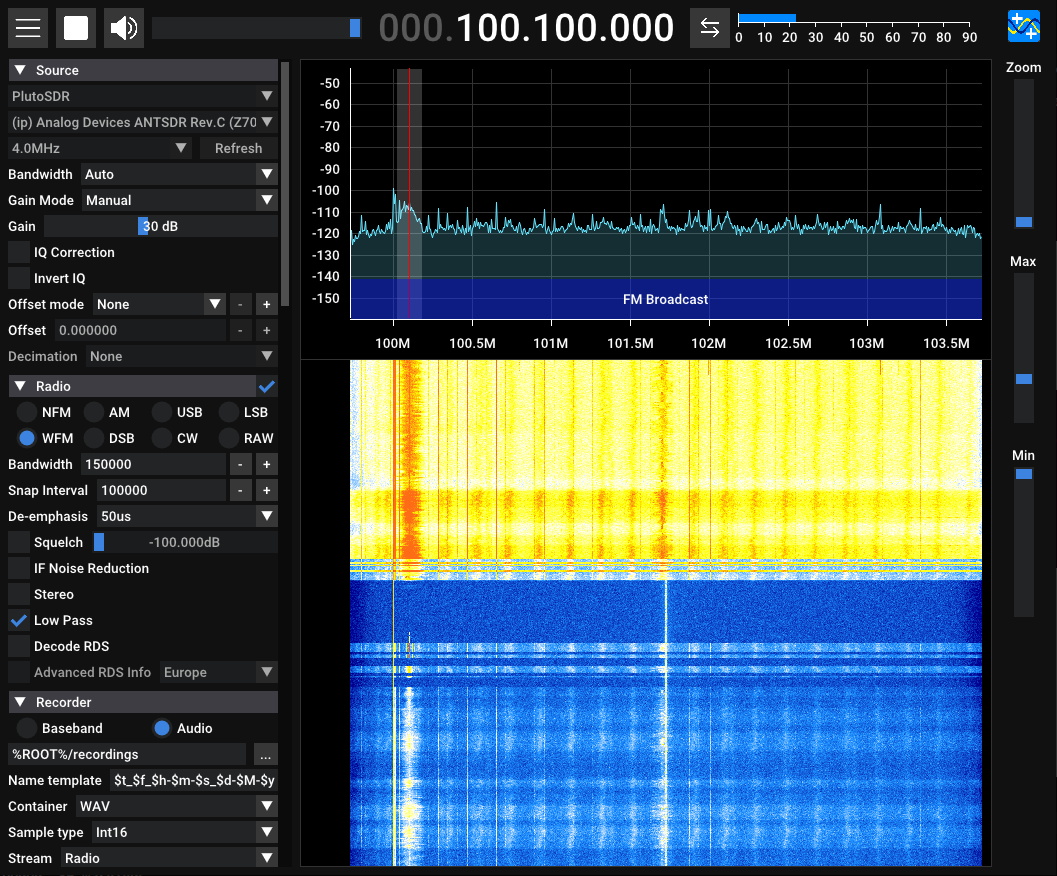 000.100.100.000
0 10 20 30 40 50 60 70 80 90
Source
PlutoSDR
(ip) Analog Devices ANTSDR Rev.C (Z70
4.0MHz Refresh
Bandwidth Auto
Gain Mode Manual
Gain 30 dB
IQ Correction
Invert IQ
Offset mode None - +
Offset 0.000000 - +
Decimation None
Radio
NFM AM USB LSB
WFM DSB CW RAW
Bandwidth 150000 - +
Snap Interval 100000 - +
De-emphasis 50us
Squelch -100.000dB
IF Noise Reduction
Stereo
Low Pass
Decode RDS
Advanced RDS Info Europe
Recorder
Baseband Audio
%ROOT%/recordings ...
Name template $t_$f_$h-$m-$s_$d-$M-$y
Container WAV
Sample type Int16
Stream Radio
-50
-60
-70
-80
-90
-100
-110
-120
-130
-140
-150
FM Broadcast
100M 100.5M 101M 101.5M 102M 102.5M 103M 103.5M
Zoom
Max
Min